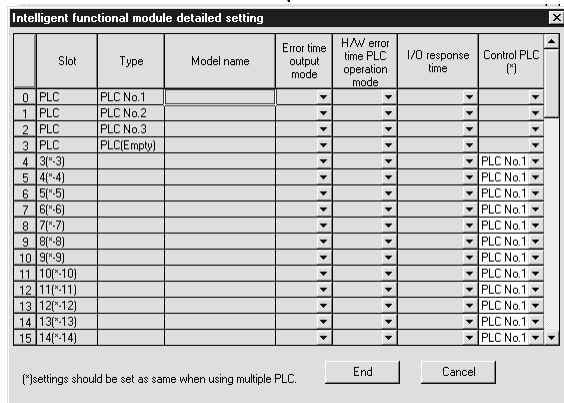 Intelligent functional module detailed setting
Slot Type Model name Error time output mode H/W error time PLC operation mode I/O response time Control PLC (*)
0 PLC PLC No.1
1 PLC PLC No.2
2 PLC PLC No.3
3 PLC PLC(Empty)
4 3(*-3) PLC No.1
5 4(*-4) PLC No.1
6 5(*-5) PLC No.1
7 6(*-6) PLC No.1
8 7(*-7) PLC No.1
9 8(*-8) PLC No.1
10 9(*-9) PLC No.1
11 10(*-10) PLC No.1
12 11(*-11) PLC No.1
13 12(*-12) PLC No.1
14 13(*-13) PLC No.1
15 14(*-14) PLC No.1
(*)settings should be set as same when using multiple PLC. End Cancel